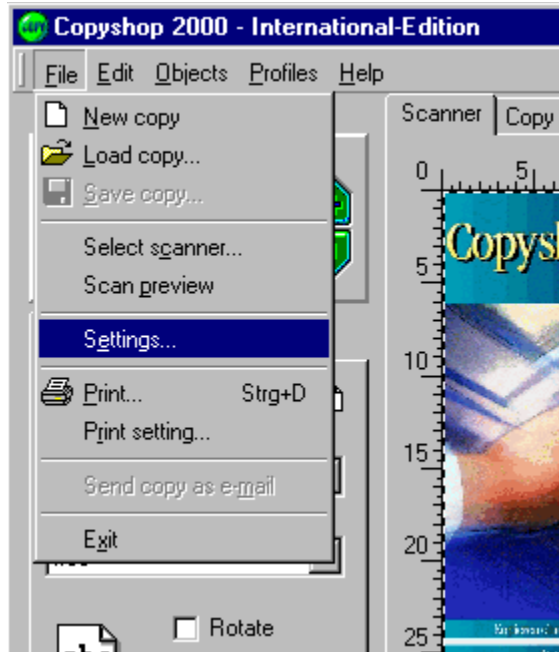 Copyshop 2000 - International-Edition
File Edit Objects Profiles Help
New copy
Load copy...
Save copy...
Select scanner...
Scan preview
Settings...
Print... Strg+D
Print setting...
Send copy as e-mail
Exit
Rotate
abc
Scanner Copy
0 5
5
10
15
20
25
Copysh